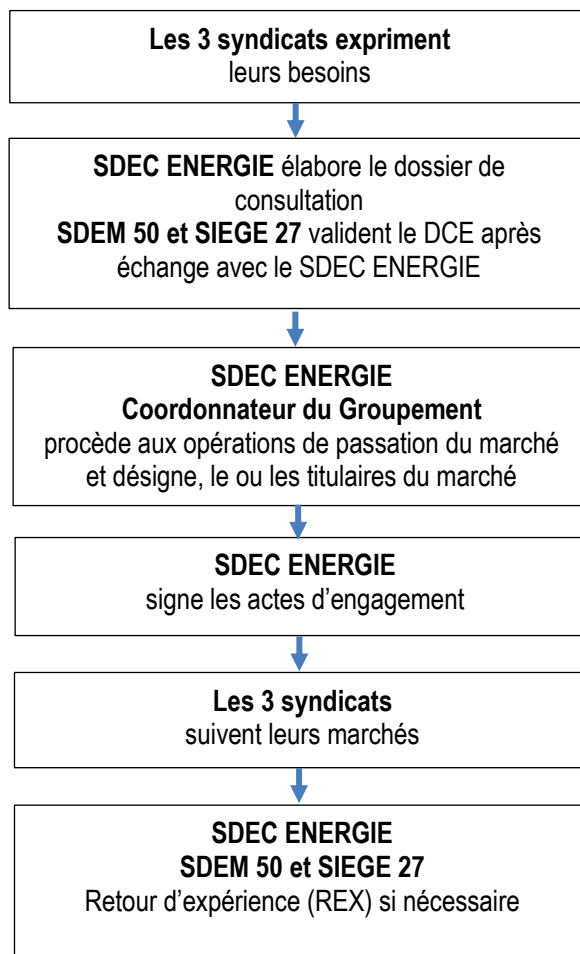 Les 3 syndicats expriment
leurs besoins
SDEC ENERGIE élabore le dossier de
consultation
SDEM 50 et SIEGE 27 valident le DCE après
échange avec le SDEC ENERGIE
SDEC ENERGIE
Coordonnateur du Groupement
procède aux opérations de passation du marché
et désigne, le ou les titulaires du marché
SDEC ENERGIE
signe les actes d'engagement
Les 3 syndicats
suivent leurs marchés
SDEC ENERGIE
SDEM 50 et SIEGE 27
Retour d'expérience (REX) si nécessaire